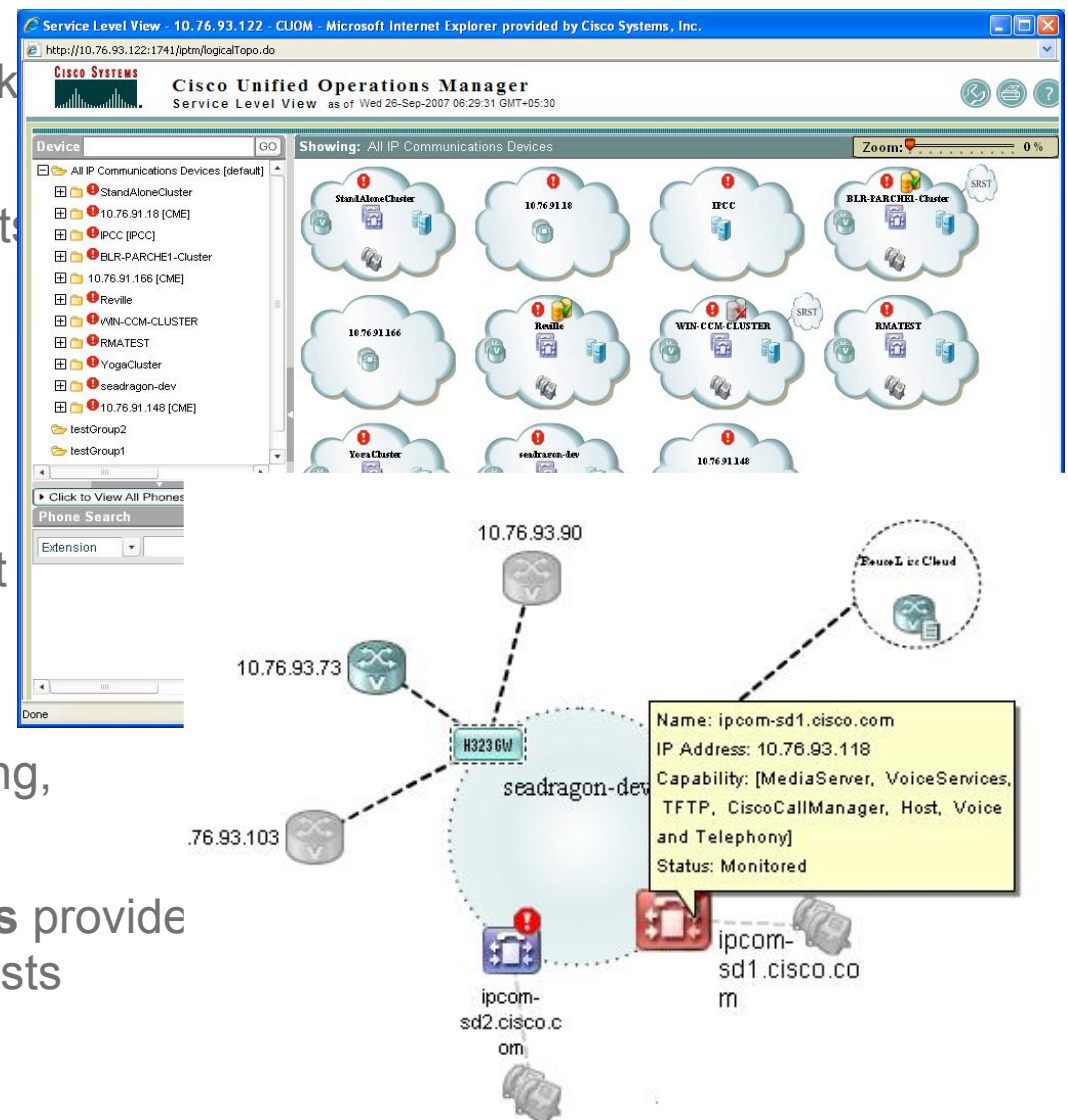 Service Level View - 10.76.93.122 - CUOM - Microsoft Internet Explorer provided by Cisco Systems, Inc.
http://10.76.93.122:1741/iptm/logicalTopo.do
CISCO SYSTEMS
Cisco Unified Operations Manager
Service Level View as of Wed 26-Sep-2007 06:29:31 GMT+05:30
Device
GO
Showing: All IP Communications Devices
Zoom:
0 %
All IP Communications Devices [default]
StandAloneCluster
10.76.91.18 [CME]
IPCC [IPCC]
BLR-PARCHE1-Cluster
10.76.91.166 [CME]
Reville
WIN-CCM-CLUSTER
RMATEST
YogaCluster
seadragon-dev
10.76.91.148 [CME]
testGroup2
testGroup1
StandAloneCluster
10.76.91.18
IPCC
BLR-PARCHE1-Cluster
SRST
10.76.91.166
Reville
WIN-CCM-CLUSTER
SRST
RMATEST
YogaCluster
seadragon-dev
10.76.91.148
Click to View All Phones
Phone Search
Extension
Done
k
ts
t
ng,
s provide
sts
10.76.93.90
10.76.93.73
.76.93.103
H323 GW
seadragon-dev
Name: ipcom-sd1.cisco.com
IP Address: 10.76.93.118
Capability: [MediaServer, VoiceServices,
TFTP, CiscoCallManager, Host, Voice
and Telephony]
Status: Monitored
ipcom-
sd1.cisco.co
m
ipcom-
sd2.cisco.c
om